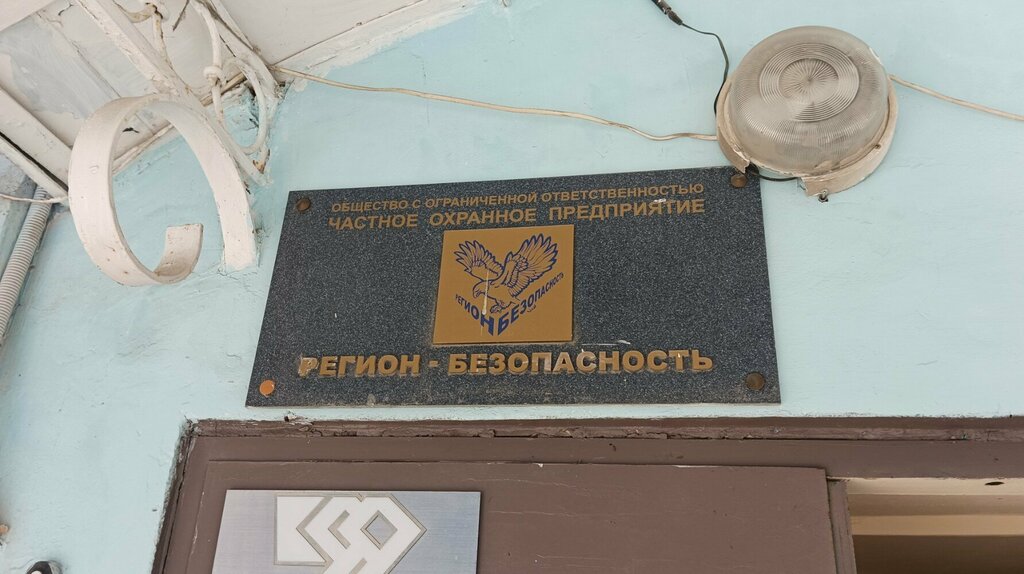 ОБЩЕСТВО С ОГРАНИЧЕННОЙ ОТВЕТСТВЕННОСТЬЮ
ЧАСТНОЕ ОХРАННОЕ ПРЕДПРИЯТИЕ
РЕГИОН БЕЗОПАСНОСТЬ
РЕГИОН - БЕЗОПАСНОСТЬ